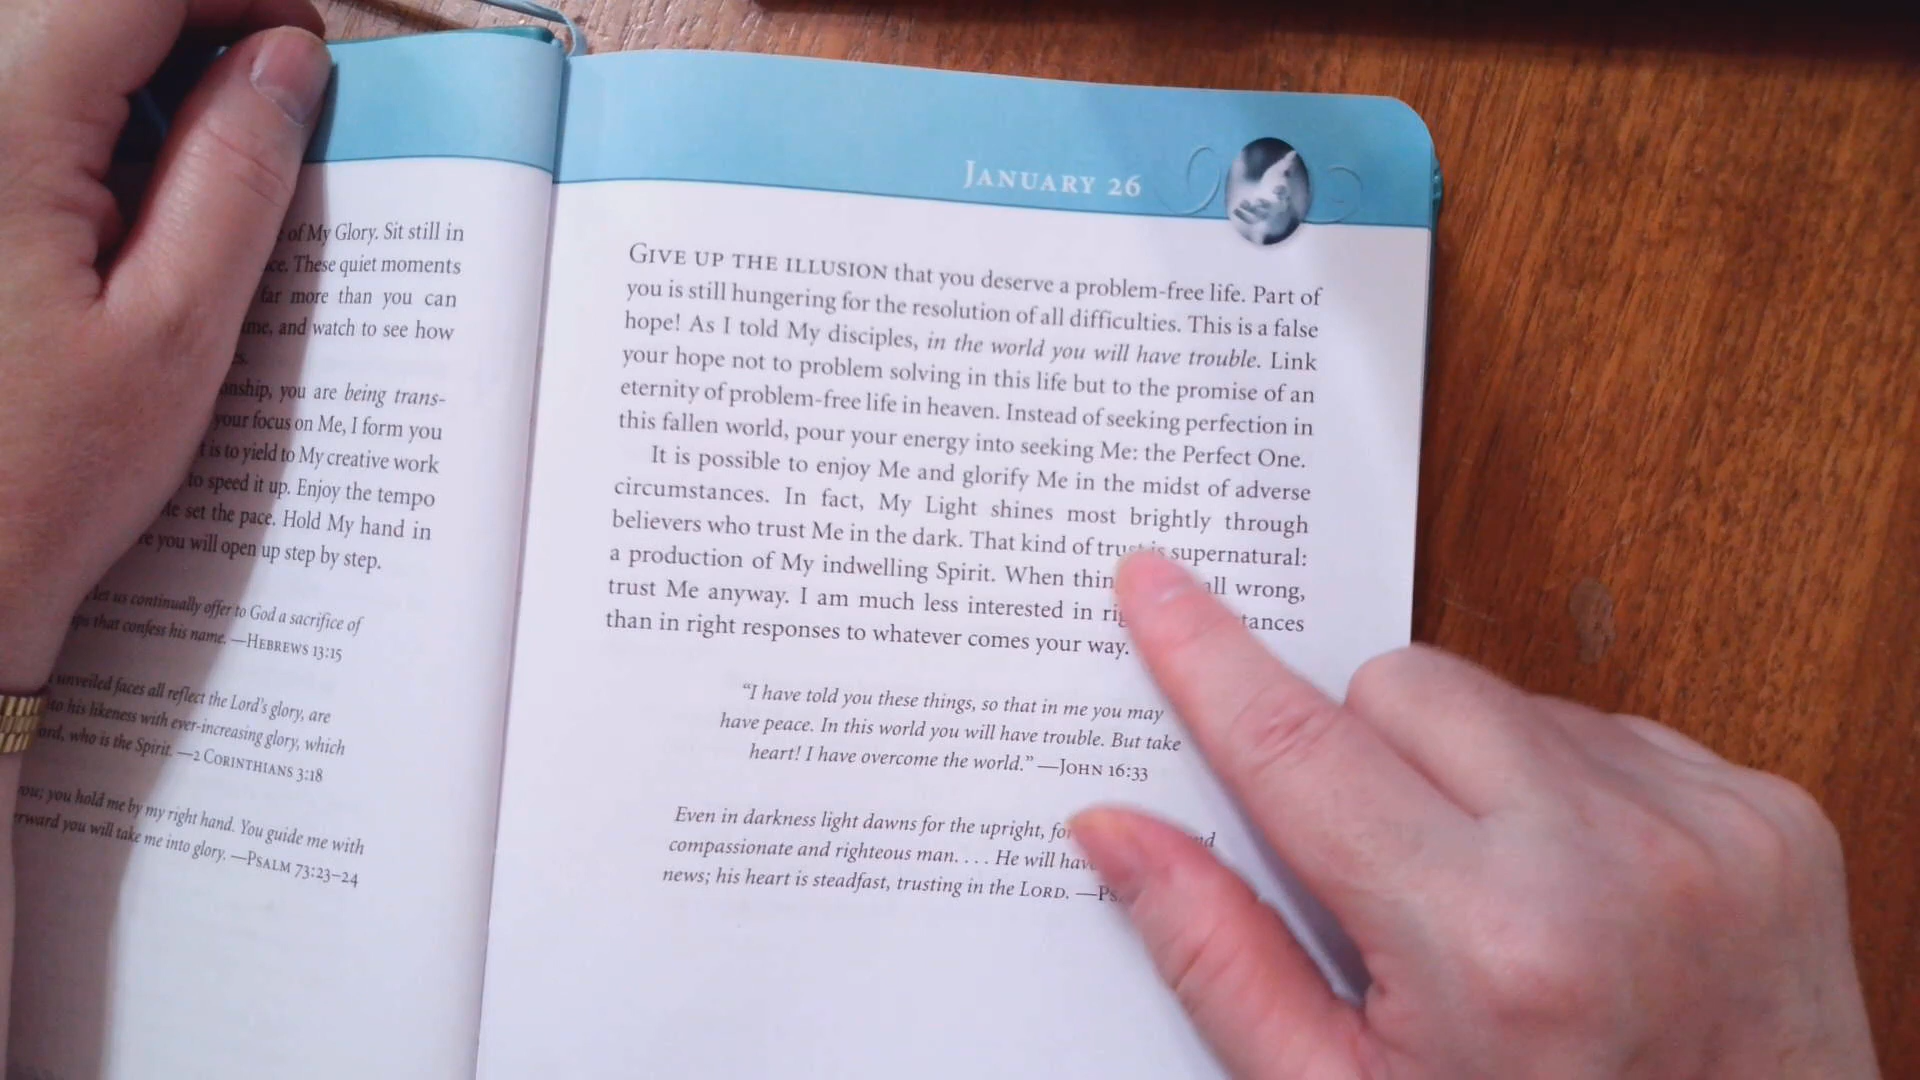 of My Glory. Sit still in
These quiet moments
far more than you can
and watch to see how
onship, you are being trans-
your focus on Me, I form you
is to yield to My creative work
to speed it up. Enjoy the tempo
set the pace. Hold My hand in
you will open up step by step.
let us continually offer to God a sacrifice of
that confess his name. —HEBREWS 13:15
unveiled faces all reflect the Lord's glory, are
his likeness with ever-increasing glory, which
who is the Spirit. —2 CORINTHIANS 3:18
you; you hold me by my right hand. You guide me with
you will take me into glory. —PSALM 73:23–24
JANUARY 26
GIVE UP THE ILLUSION that you deserve a problem-free life. Part of
you is still hungering for the resolution of all difficulties. This is a false
hope! As I told My disciples, in the world you will have trouble. Link
your hope not to problem solving in this life but to the promise of an
eternity of problem-free life in heaven. Instead of seeking perfection in
this fallen world, pour your energy into seeking Me: the Perfect One.
It is possible to enjoy Me and glorify Me in the midst of adverse
circumstances. In fact, My Light shines most brightly through
believers who trust Me in the dark. That kind of trust is supernatural:
a production of My indwelling Spirit. When all wrong,
trust Me anyway. I am much less interested in
than in right responses to whatever comes your way.
“I have told you these things, so that in me you may
have peace. In this world you will have trouble. But take
heart! I have overcome the world.” —JOHN 16:33
Even in darkness light dawns for the upright,
compassionate and righteous man. . . . He will
news; his heart is steadfast, trusting in the LORD.